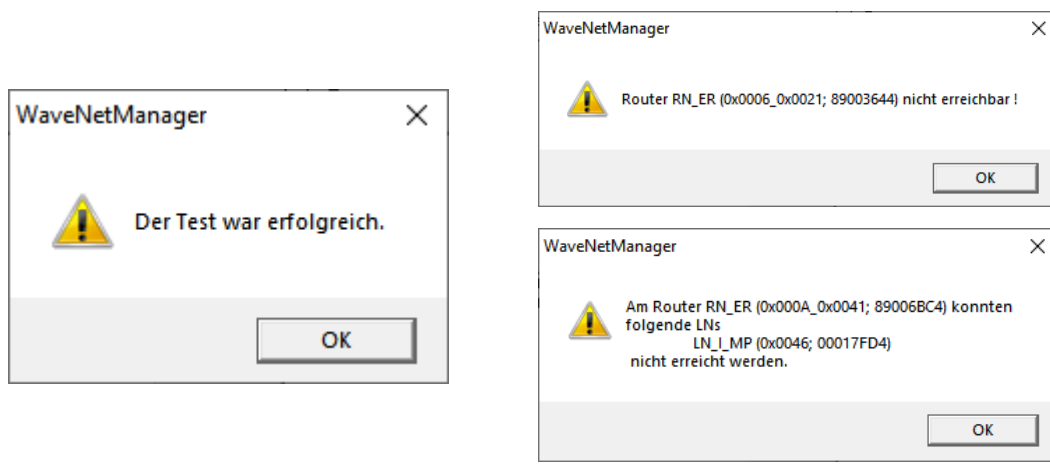 WaveNetManager
Der Test war erfolgreich.
OK
WaveNetManager
Router RN_ER (0x0006_0x0021; 89003644) nicht erreichbar !
OK
WaveNetManager
Am Router RN_ER (0x000A_0x0041; 89006BC4) konnten
folgende LNs
LN_I_MP (0x0046; 00017FD4)
nicht erreicht werden.
OK